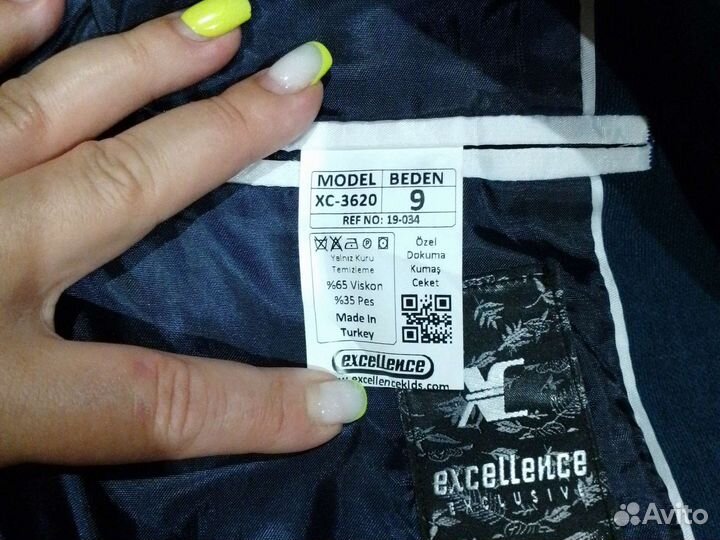 MODEL BEDEN
XC-3620 9
REF NO: 19-034
Yalnız Kuru
Temizleme
%65 Viskon
%35 Pes
Made In
Turkey
Özel
Dokuma
Kumaş
Ceket
excellence
w.excellencekids.com
XC
excellence
EXCLUSIVE
Avito